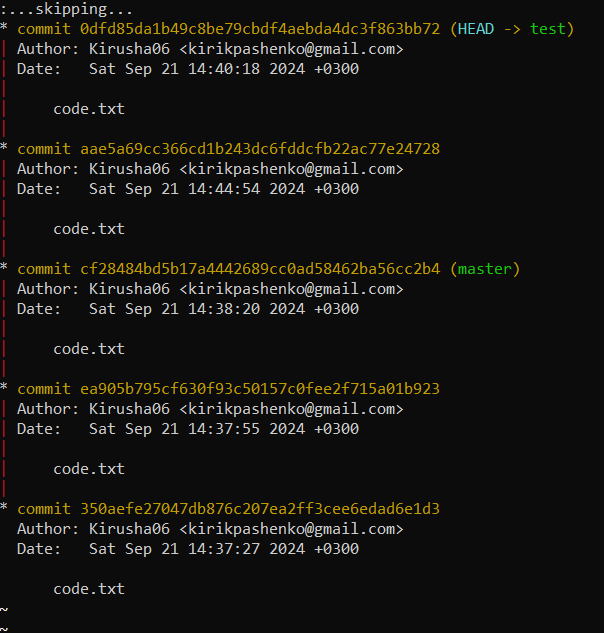 :...skipping...
* commit 0dfd85da1b49c8be79cbdf4aebda4dc3f863bb72 (HEAD -> test)
| Author: Kirusha06 <kirikpashenko@gmail.com>
| Date:   Sat Sep 21 14:40:18 2024 +0300
|
|     code.txt
|
* commit aae5a69cc366cd1b243dc6fddcfb22ac77e24728
| Author: Kirusha06 <kirikpashenko@gmail.com>
| Date:   Sat Sep 21 14:44:54 2024 +0300
|
|     code.txt
|
* commit cf28484bd5b17a4442689cc0ad58462ba56cc2b4 (master)
| Author: Kirusha06 <kirikpashenko@gmail.com>
| Date:   Sat Sep 21 14:38:20 2024 +0300
|
|     code.txt
|
* commit ea905b795cf630f93c50157c0fee2f715a01b923
| Author: Kirusha06 <kirikpashenko@gmail.com>
| Date:   Sat Sep 21 14:37:55 2024 +0300
|
|     code.txt
|
* commit 350aefe27047db876c207ea2ff3cee6edad6e1d3
  Author: Kirusha06 <kirikpashenko@gmail.com>
  Date:   Sat Sep 21 14:37:27 2024 +0300

      code.txt
~
~